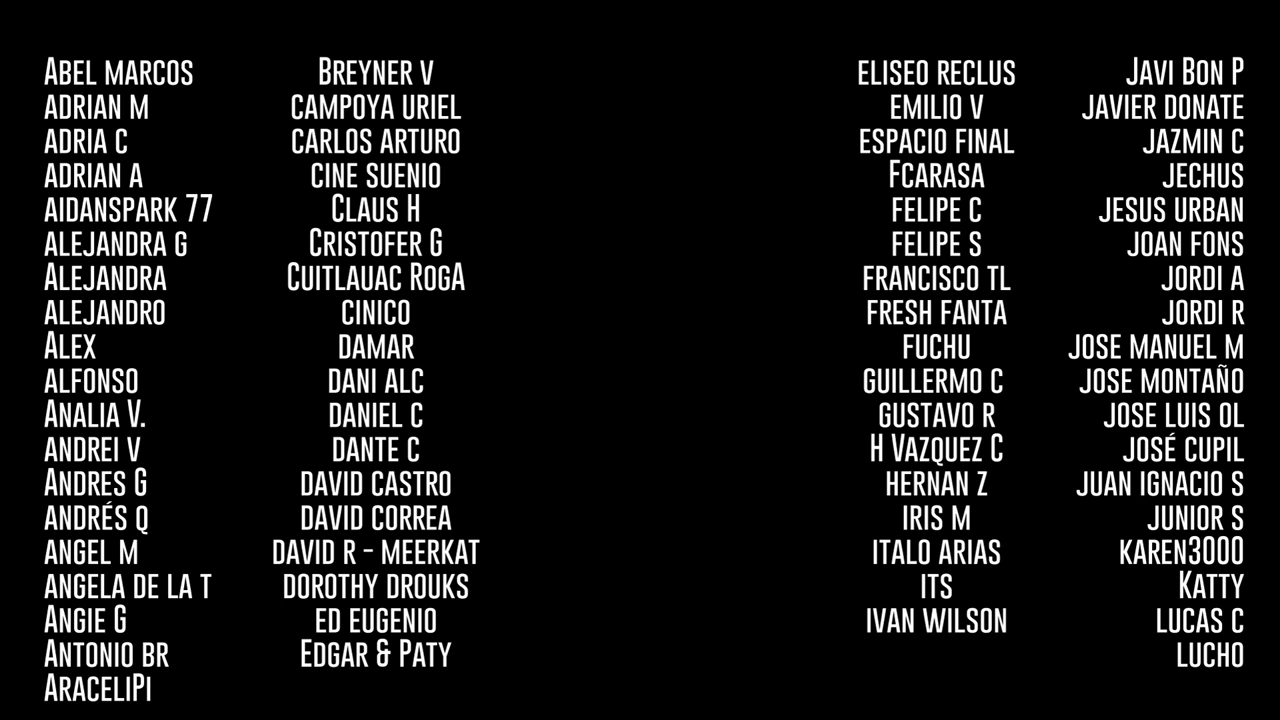 ABEL MARCOS
ADRIAN M
ADRIA C
ADRIAN A
AIDANSPARK 77
ALEJANDRA G
ALEJANDRA
ALEJANDRO
ALEX
ALFONSO
ANALIA V.
ANDREI V
ANDRES G
ANDRÉS Q
ANGEL M
ANGELA DE LA T
ANGIE G
ANTONIO BR
ARACELIPI
BREYNER V
CAMPOYA URIEL
CARLOS ARTURO
CINE SUENIO
CLAUS H
CRISTOFER G
CUITLAUAC ROGA
CINICO
DAMAR
DANI ALC
DANIEL C
DANTE C
DAVID CASTRO
DAVID CORREA
DAVID R - MEERKAT
DOROTHY DROUKS
ED EUGENIO
EDGAR & PATY
ELISEO RECLUS
EMILIO V
ESPACIO FINAL
FCARASA
FELIPE C
FELIPE S
FRANCISCO TL
FRESH FANTA
FUCHU
GUILLERMO C
GUSTAVO R
H VAZQUEZ C
HERNAN Z
IRIS M
ITALO ARIAS
ITS
IVAN WILSON
JAVI BON P
JAVIER DONATE
JAZMIN C
JECHUS
JESUS URBAN
JOAN FONS
JORDI A
JORDI R
JOSE MANUEL M
JOSE MONTAÑO
JOSE LUIS OL
JOSÉ CUPIL
JUAN IGNACIO S
JUNIOR S
KAREN3000
KATTY
LUCAS C
LUCHO